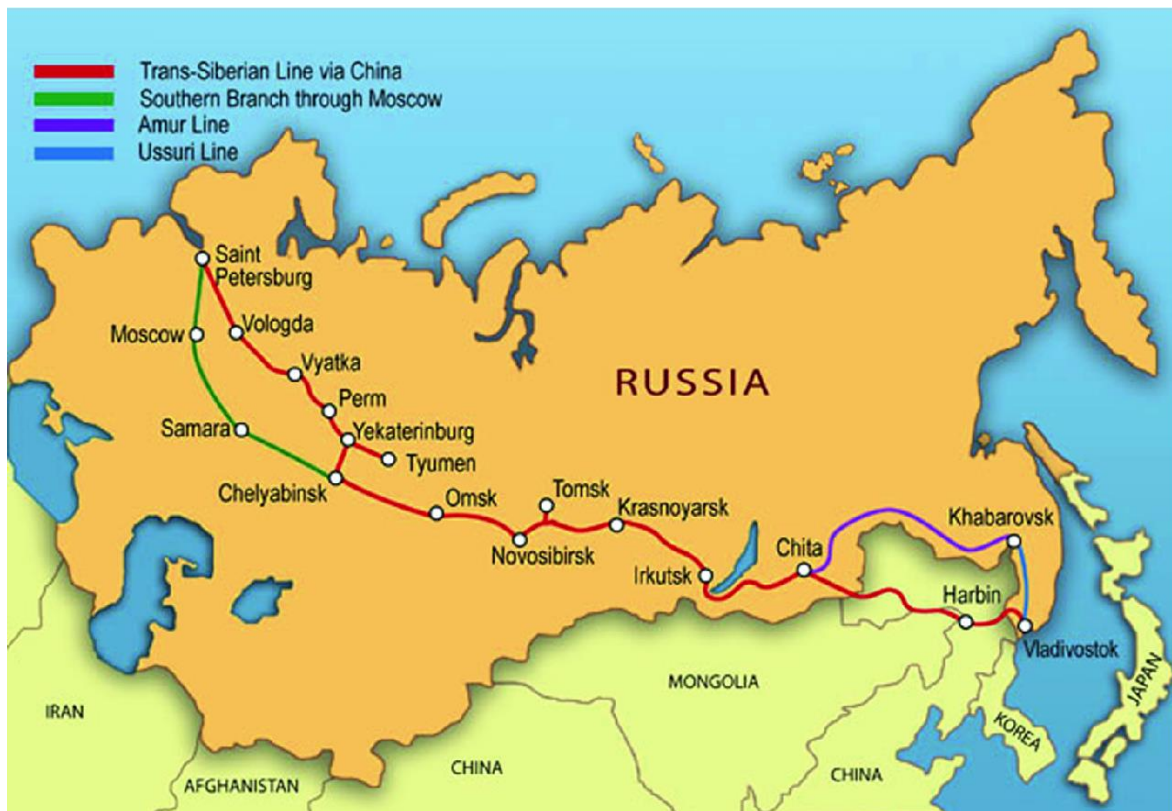 Trans-Siberian Line via China
Southern Branch through Moscow
Amur Line
Ussuri Line
Saint
Petersburg
Moscow
Vologda
Vyatka
RUSSIA
Perm
Samara
Yekaterinburg
Tyumen
Chelyabinsk
Omsk
Tomsk
Krasnoyarsk
Novosibirsk
Khabarovsk
Chita
Irkutsk
Harbin
Vladivostok
MONGOLIA
IRAN
JAPAN
KOREA
CHINA
CHINA
AFGHANISTAN